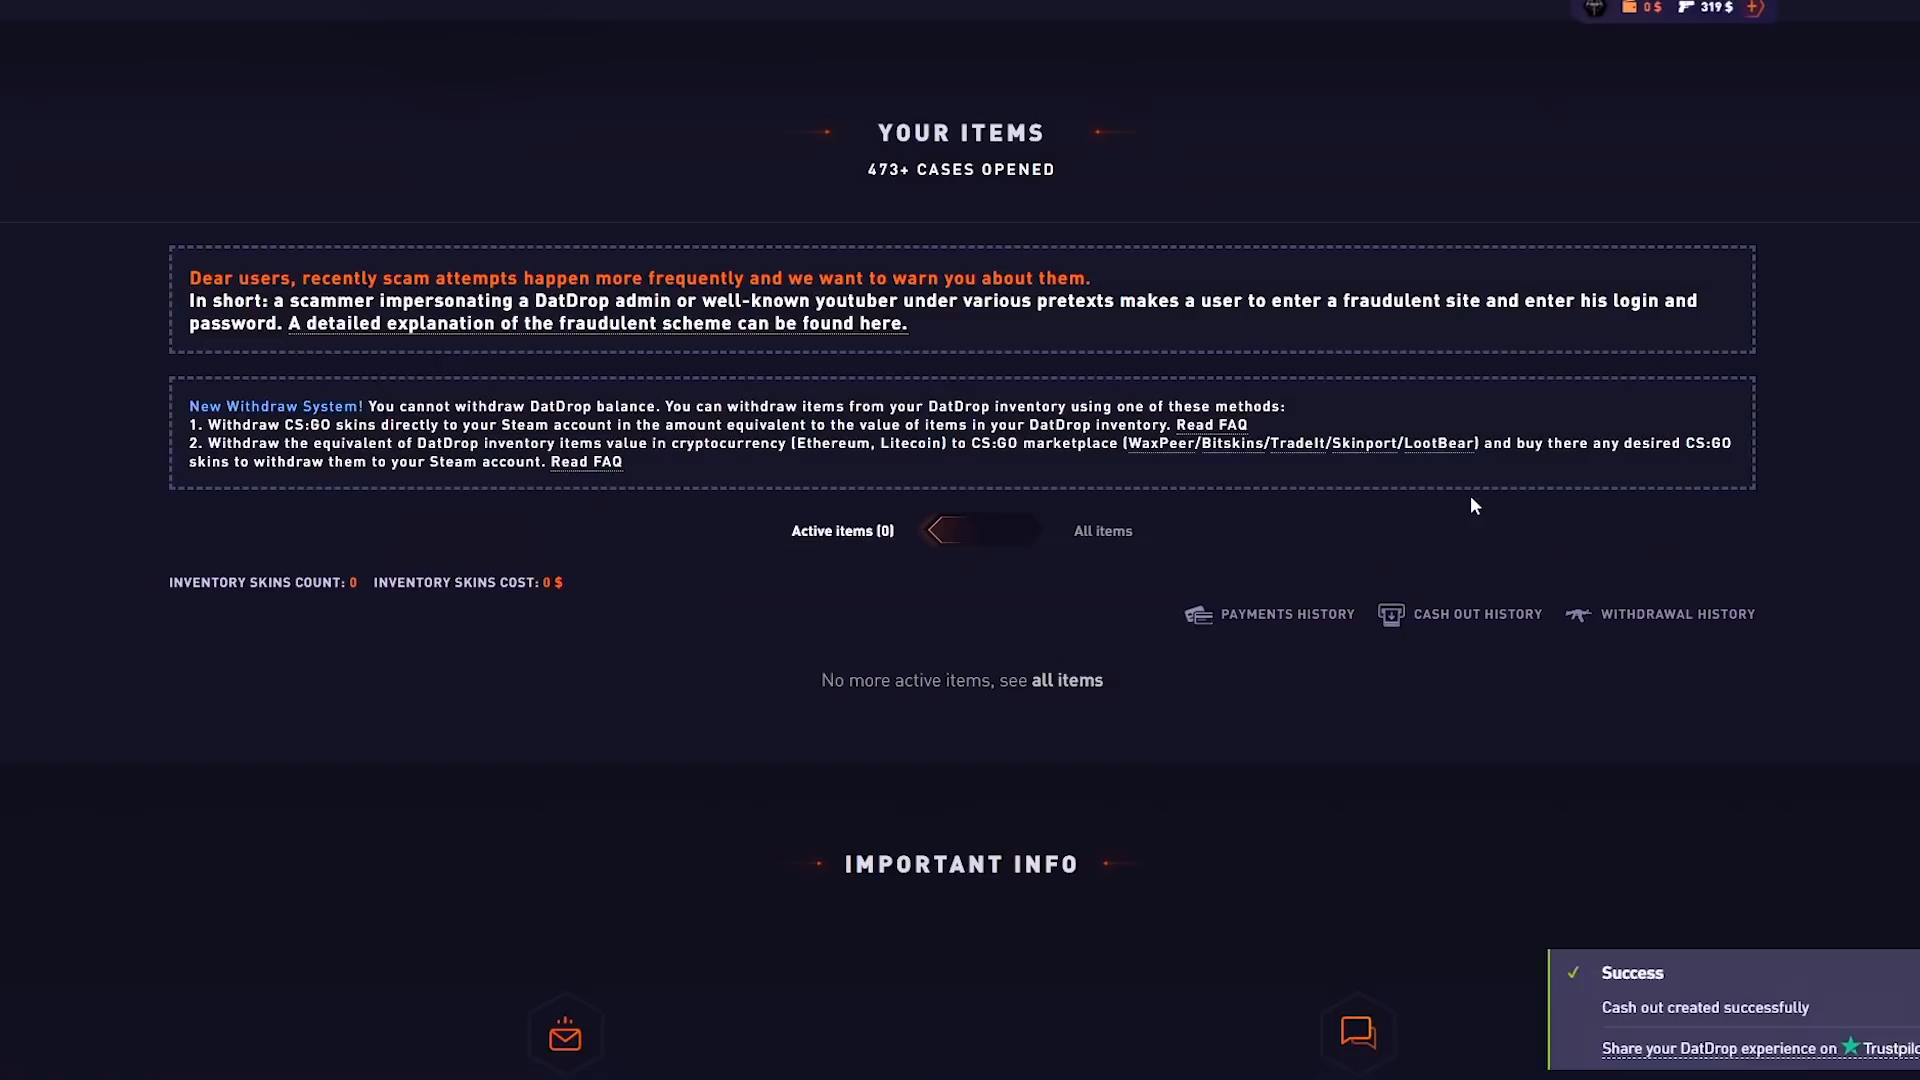 0 $ 319 $
YOUR ITEMS
473+ CASES OPENED
Dear users, recently scam attempts happen more frequently and we want to warn you about them.
In short: a scammer impersonating a DatDrop admin or well-known youtuber under various pretexts makes a user to enter a fraudulent site and enter his login and
password. A detailed explanation of the fraudulent scheme can be found here.
New Withdraw System! You cannot withdraw DatDrop balance. You can withdraw items from your DatDrop inventory using one of these methods:
1. Withdraw CS:GO skins directly to your Steam account in the amount equivalent to the value of items in your DatDrop inventory. Read FAQ
2. Withdraw the equivalent of DatDrop inventory items value in cryptocurrency (Ethereum, Litecoin) to CS:GO marketplace (WaxPeer/Bitskins/TradeIt/Skinport/LootBear) and buy there any desired CS:GO
skins to withdraw them to your Steam account. Read FAQ
Active items (0) All items
INVENTORY SKINS COUNT: 0 INVENTORY SKINS COST: 0 $
PAYMENTS HISTORY CASH OUT HISTORY WITHDRAWAL HISTORY
No more active items, see all items
IMPORTANT INFO
Success
Cash out created successfully
Share your DatDrop experience on Trustpilo